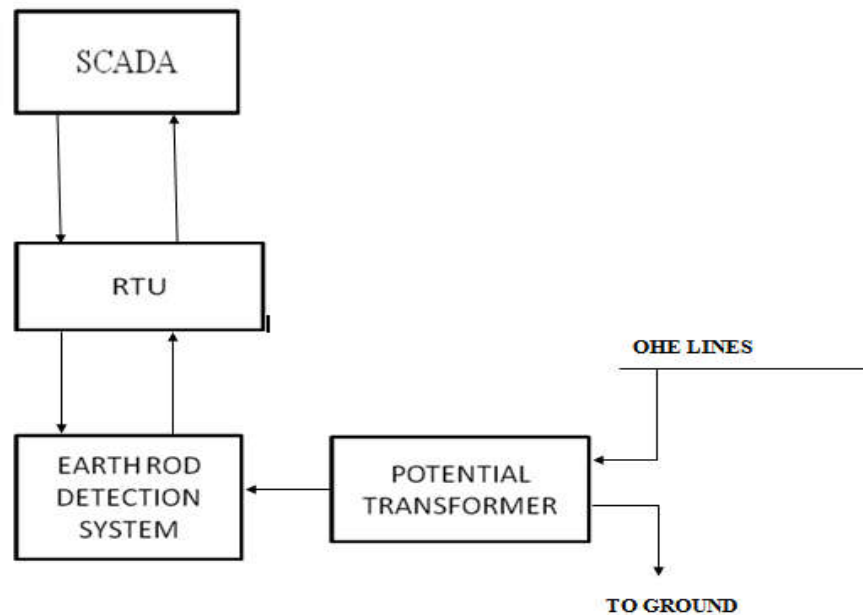 SCADA
RTU
OHE LINES
EARTH ROD
DETECTION
SYSTEM
POTENTIAL
TRANSFORMER
TO GROUND